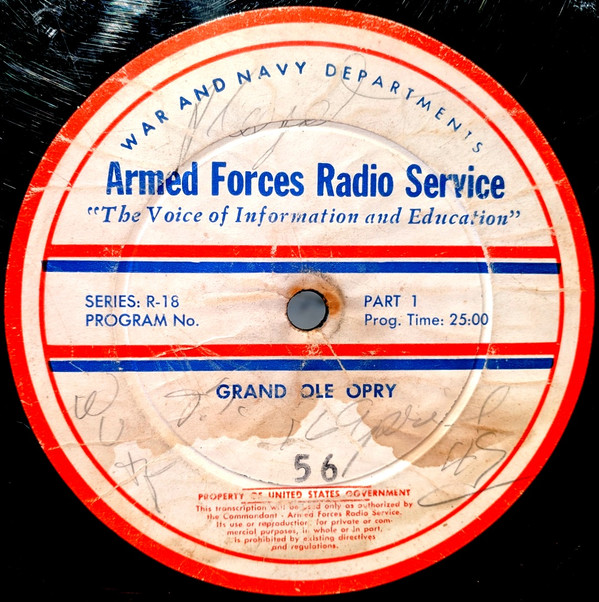 WAR AND NAVY DEPARTMENTS
Armed Forces Radio Service
"The Voice of Information and Education"
SERIES: R-18 PART 1
PROGRAM No. Prog. Time: 25:00
GRAND OLE OPRY
56
PROPERTY OF UNITED STATES GOVERNMENT
This transcription will be used only as authorized by
the Commandant - Armed Forces Radio Service.
Its use or reproduction, for private or com-
mercial purposes, in whole or in part,
is prohibited by existing directives
and regulations.